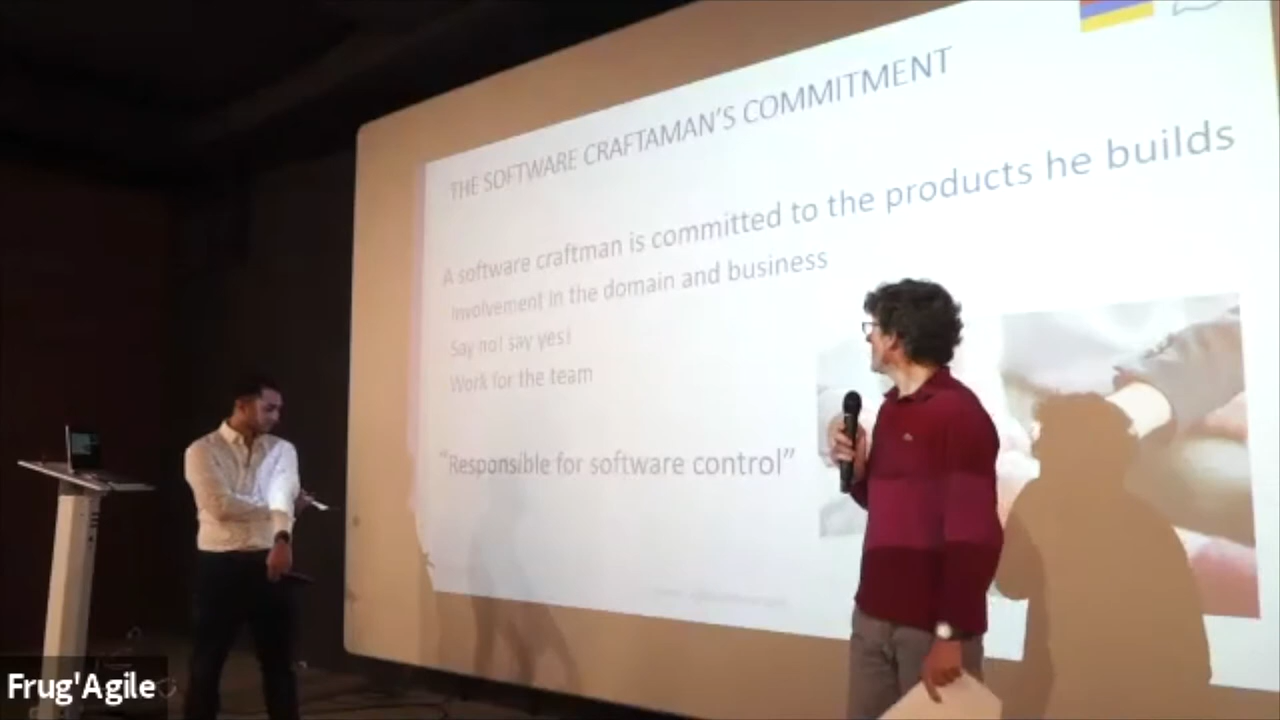 THE SOFTWARE CRAFTAMAN'S COMMITMENT
A software craftman is committed to the products he builds
Involvement in the domain and business
Say no! say yes!
Work for the team
"Responsible for software control"
Frug'Agile